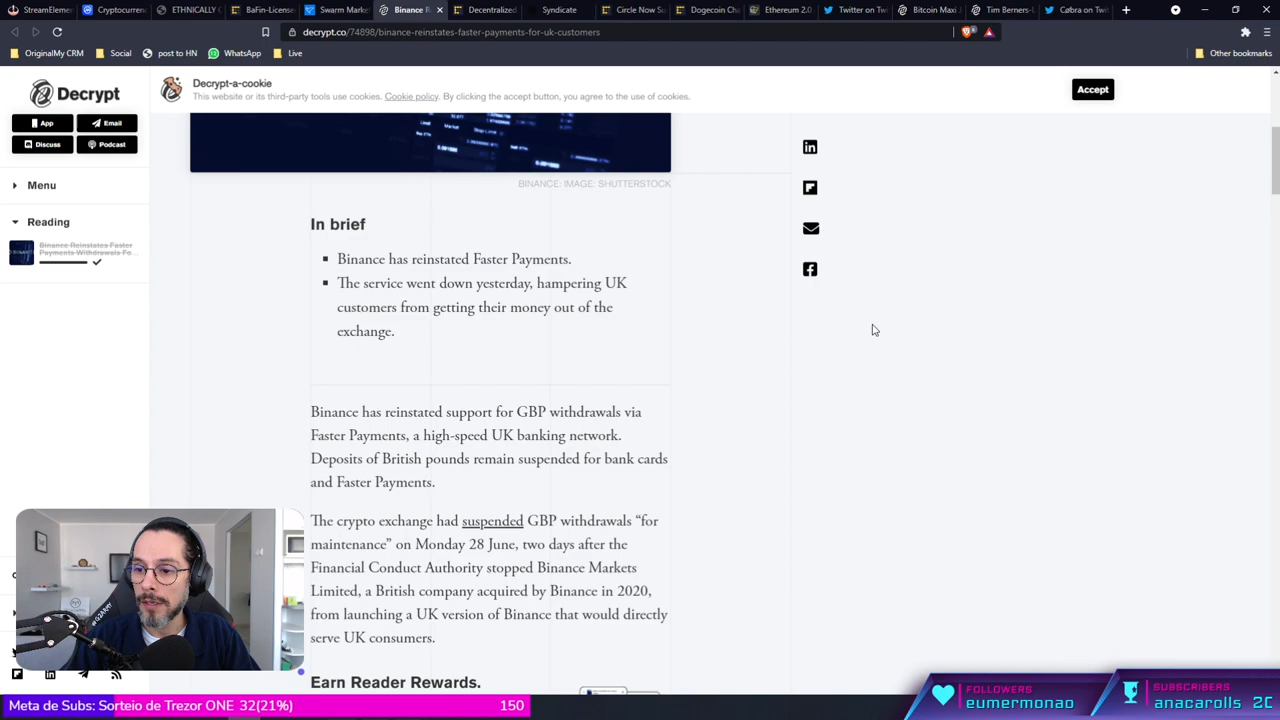 StreamElem
Cryptocurrenc
ETHNICALLY
BaFin-License
Swarm Market
Binance R
Decentralized
Syndicate
Circle Now Su
Dogecoin Cha
Ethereum 2.0
Twitter on Tw
Bitcoin Maxi
Tim Berners-L
Cøbra on Twi
decrypt.co/74898/binance-reinstates-faster-payments-for-uk-customers
OriginalMy CRM
Social
post to HN
WhatsApp
Live
Other bookmarks
Decrypt
App
Email
Discuss
Podcast
Menu
Reading
Binance Reinstates Faster
Payments Withdrawals Fo...
Decrypt-a-cookie
This website or its third-party tools use cookies. Cookie policy. By clicking the accept button, you agree to the use of cookies.
Accept
BINANCE: IMAGE: SHUTTERSTOCK
In brief
Binance has reinstated Faster Payments.
The service went down yesterday, hampering UK
customers from getting their money out of the
exchange.
Binance has reinstated support for GBP withdrawals via
Faster Payments, a high-speed UK banking network.
Deposits of British pounds remain suspended for bank cards
and Faster Payments.
The crypto exchange had suspended GBP withdrawals “for
maintenance” on Monday 28 June, two days after the
Financial Conduct Authority stopped Binance Markets
Limited, a British company acquired by Binance in 2020,
from launching a UK version of Binance that would directly
serve UK consumers.
Earn Reader Rewards.
Meta de Subs: Sorteio de Trezor ONE 32(21%)
150
FOLLOWERS
eumermonao
SUBSCRIBERS
anacarolls 20